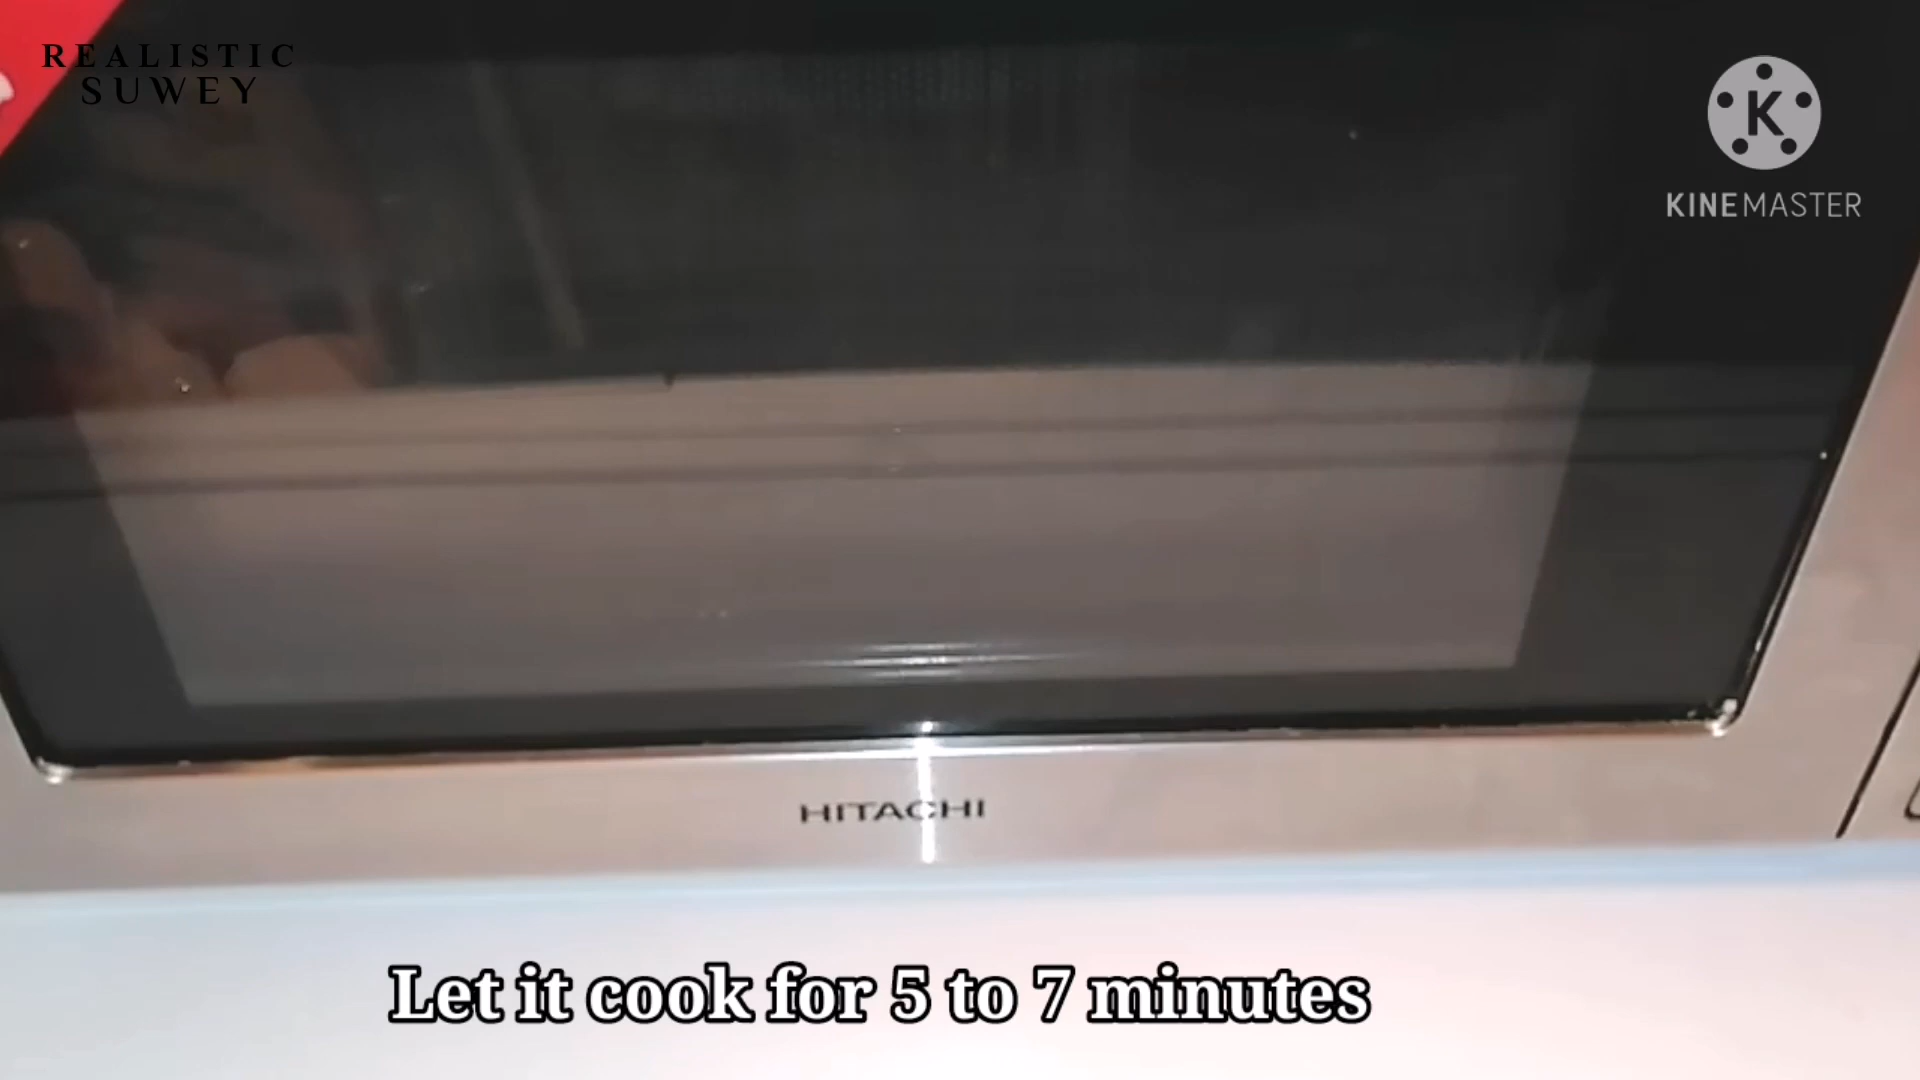 REALISTIC
SUWEY
K
KINEMASTER
HITACHI
Let it cook for 5 to 7 minutes